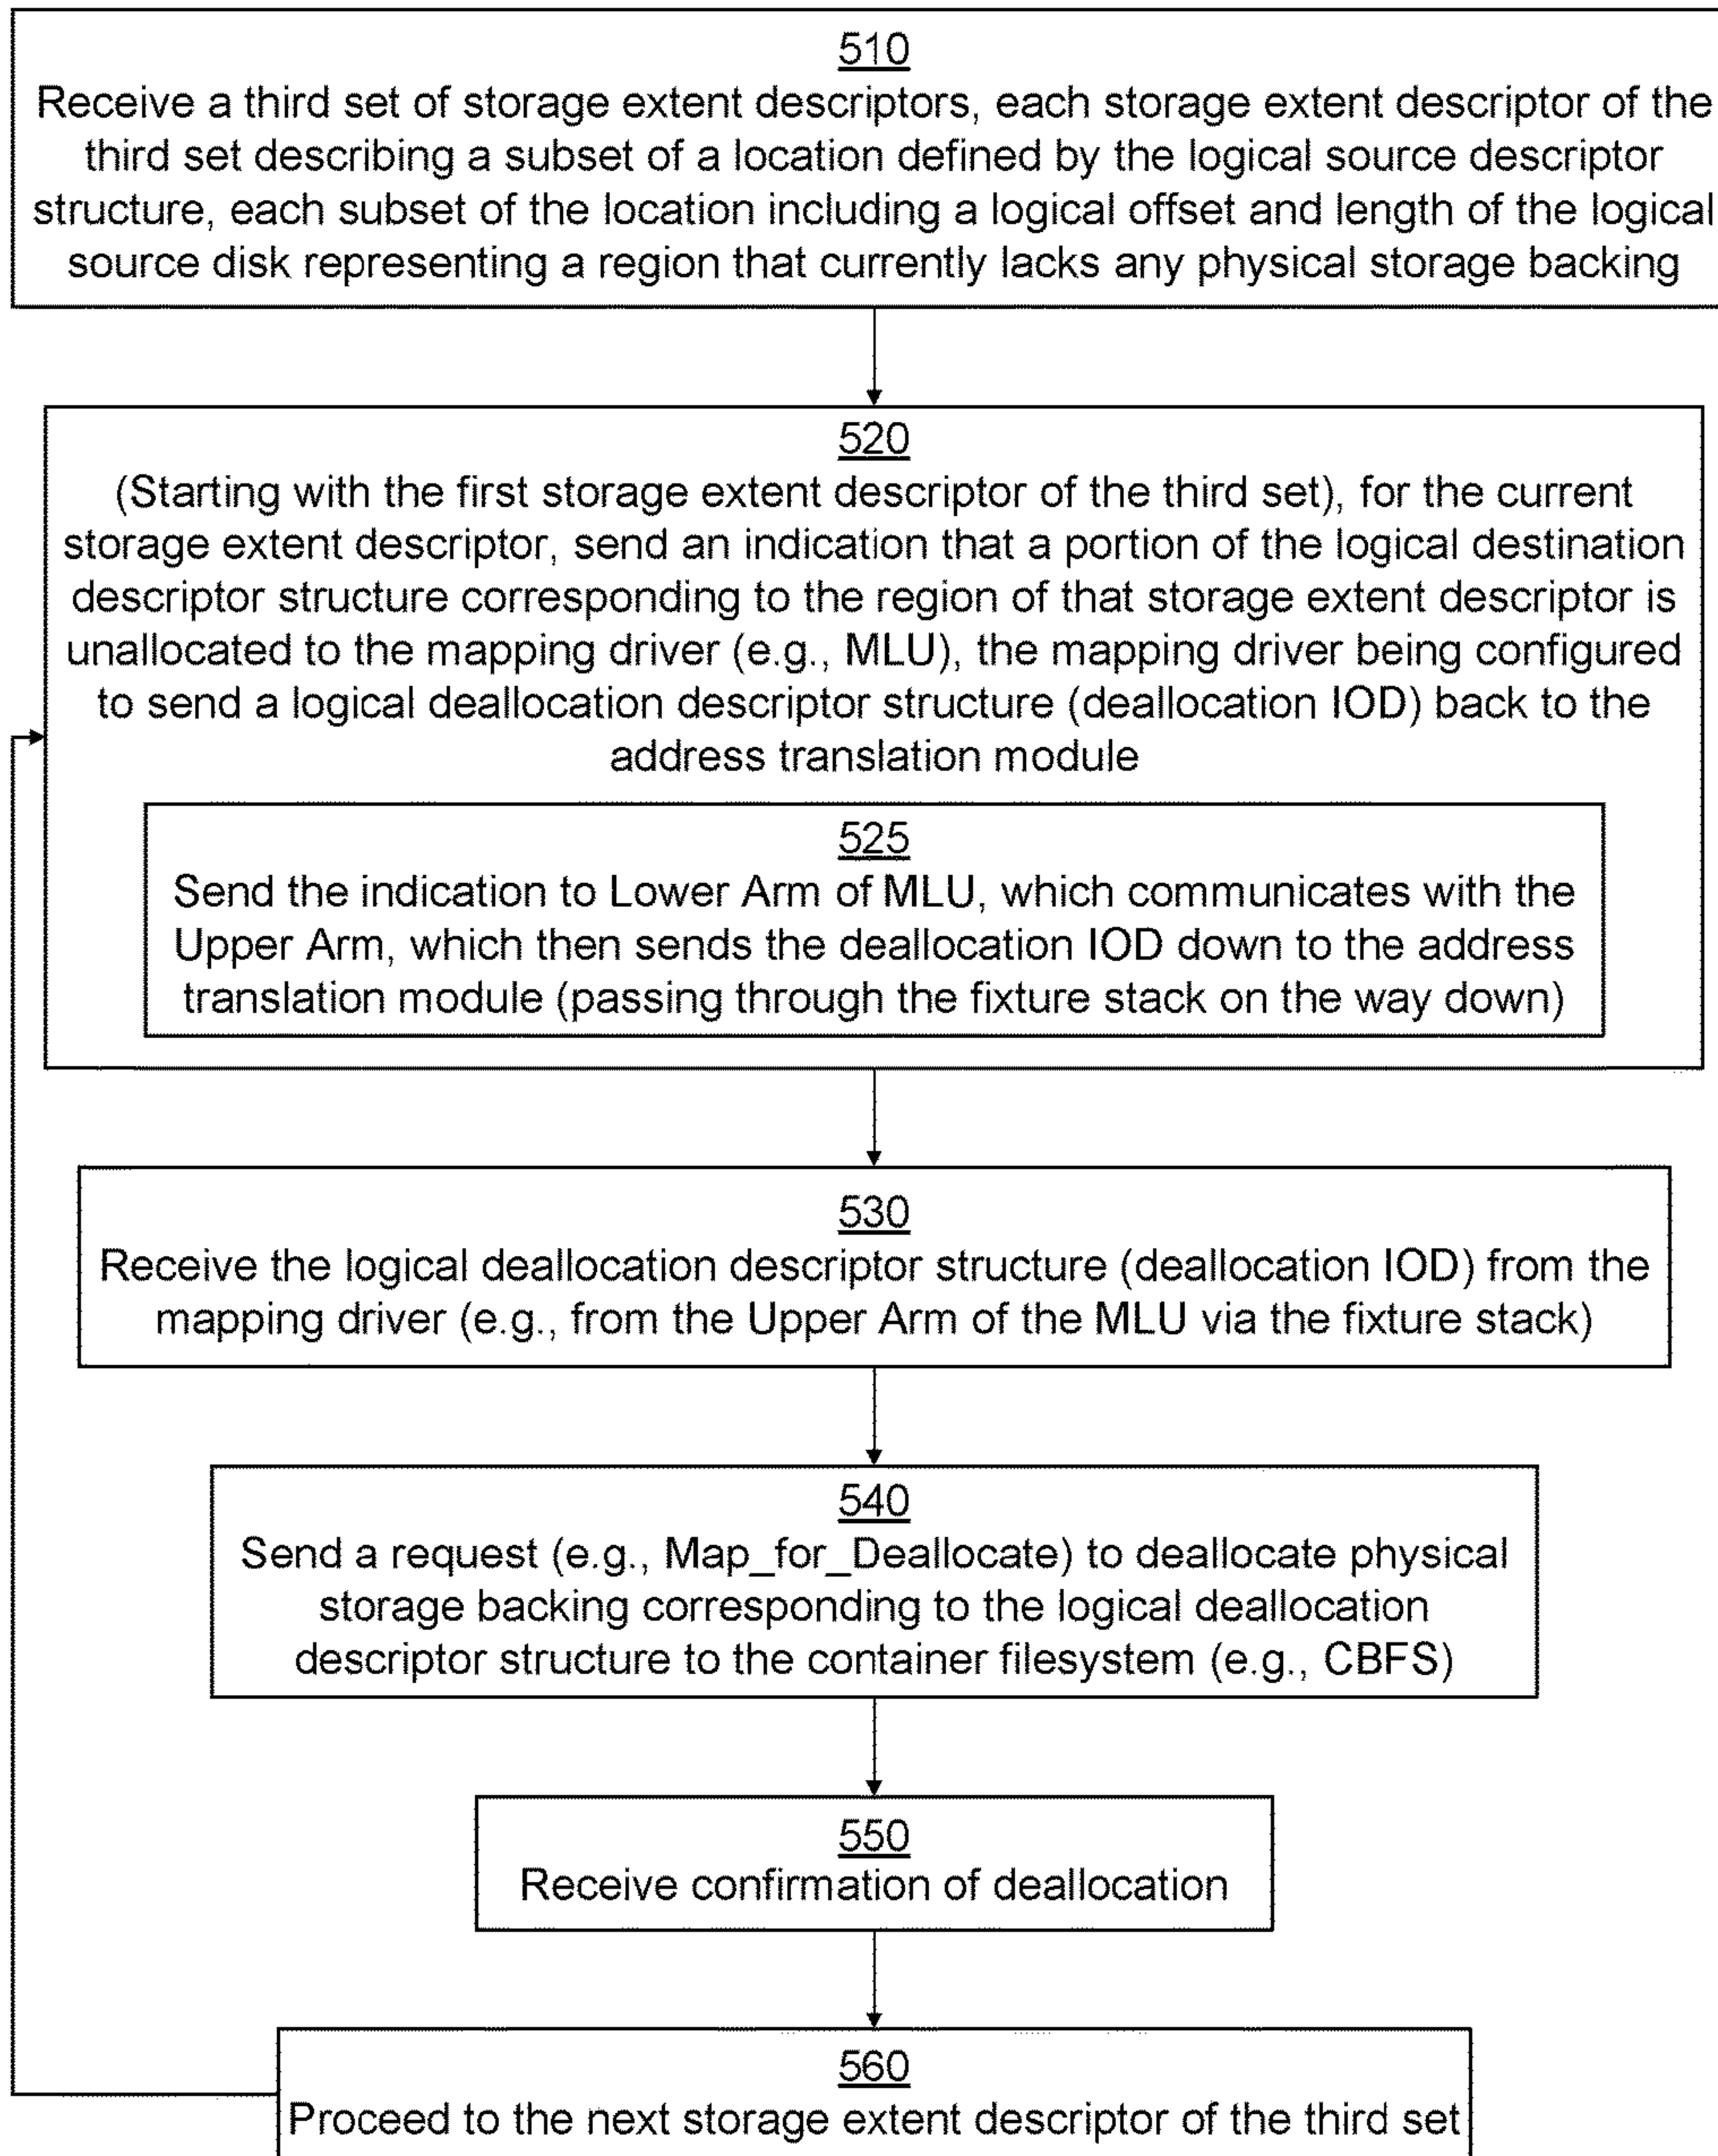 510
Receive a third set of storage extent descriptors, each storage extent descriptor of the
third set describing a subset of a location defined by the logical source descriptor
structure, each subset of the location including a logical offset and length of the logical
source disk representing a region that currently lacks any physical storage backing
520
(Starting with the first storage extent descriptor of the third set), for the current
storage extent descriptor, send an indication that a portion of the logical destination
descriptor structure corresponding to the region of that storage extent descriptor is
unallocated to the mapping driver (e.g., MLU), the mapping driver being configured
to send a logical deallocation descriptor structure (deallocation IOD) back to the
address translation module
525
Send the indication to Lower Arm of MLU, which communicates with the
Upper Arm, which then sends the deallocation IOD down to the address
translation module (passing through the fixture stack on the way down)
530
Receive the logical deallocation descriptor structure (deallocation IOD) from the
mapping driver (e.g., from the Upper Arm of the MLU via the fixture stack)
540
Send a request (e.g., Map_for_Deallocate) to deallocate physical
storage backing corresponding to the logical deallocation
descriptor structure to the container filesystem (e.g., CBFS)
550
Receive confirmation of deallocation
560
Proceed to the next storage extent descriptor of the third set